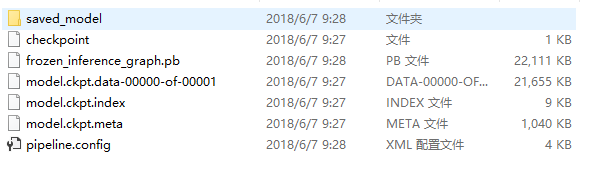 saved_model 2018/6/7 9:28 文件夹
checkpoint 2018/6/7 9:27 文件 1 KB
frozen_inference_graph.pb 2018/6/7 9:28 PB 文件 22,111 KB
model.ckpt.data-00000-of-00001 2018/6/7 9:27 DATA-00000-OF... 21,655 KB
model.ckpt.index 2018/6/7 9:27 INDEX 文件 9 KB
model.ckpt.meta 2018/6/7 9:27 META 文件 1,040 KB
pipeline.config 2018/6/7 9:28 XML 配置文件 4 KB